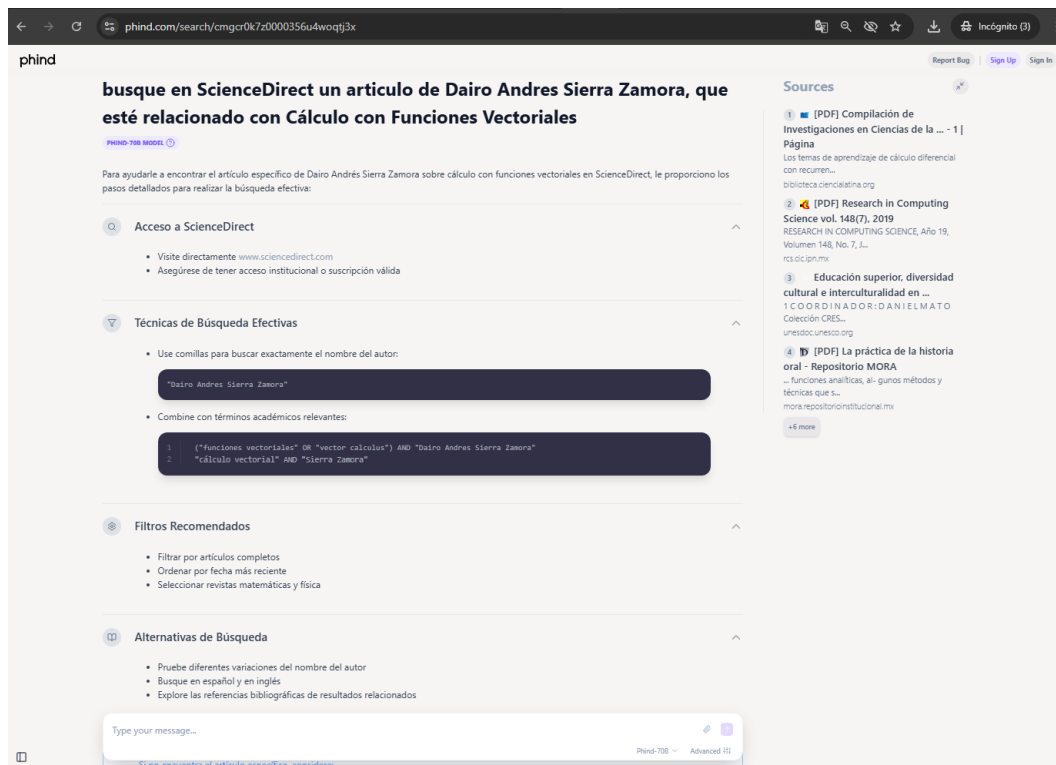 phind.com/search/cmgcr0k7z0000356u4woqtj3x
Incógnito (3)
phind
Report Bug
Sign Up
Sign In
busque en ScienceDirect un articulo de Dairo Andres Sierra Zamora, que
esté relacionado con Cálculo con Funciones Vectoriales
PHIND-70B MODEL
Para ayudarle a encontrar el artículo específico de Dairo Andrés Sierra Zamora sobre cálculo con funciones vectoriales en ScienceDirect, le proporciono los
pasos detallados para realizar la búsqueda efectiva:
Acceso a ScienceDirect
• Visite directamente www.sciencedirect.com
• Asegúrese de tener acceso institucional o suscripción válida
Técnicas de Búsqueda Efectivas
• Use comillas para buscar exactamente el nombre del autor:
"Dairo Andres Sierra Zamora"
• Combine con términos académicos relevantes:
1 ("funciones vectoriales" OR "vector calculus") AND "Dairo Andres Sierra Zamora"
2 "cálculo vectorial" AND "Sierra Zamora"
Filtros Recomendados
• Filtrar por artículos completos
• Ordenar por fecha más reciente
• Seleccionar revistas matemáticas y física
Alternativas de Búsqueda
• Pruebe diferentes variaciones del nombre del autor
• Busque en español y en inglés
• Explore las referencias bibliográficas de resultados relacionados
Type your message...
Phind-70B
Advanced
Si no encuentra el artículo específico, considerar:
Sources
1 [PDF] Compilación de
Investigaciones en Ciencias de la ... - 1 |
Página
Los temas de aprendizaje de cálculo diferencial
con recurren...
biblioteca.ciencialatina.org
2 [PDF] Research in Computing
Science vol. 148(7), 2019
RESEARCH IN COMPUTING SCIENCE, Año 19,
Volumen 148, No. 7, J...
rcs.cic.ipn.mx
3 Educación superior, diversidad
cultural e interculturalidad en ...
1 C O O R D I N A D O R : D A N I E L M A T O
Colección CRES...
unesdoc.unesco.org
4 [PDF] La práctica de la historia
oral - Repositorio MORA
... funciones analíticas, al- gunos métodos y
técnicas que s...
mora.repositorioinstitucional.mx
+6 more